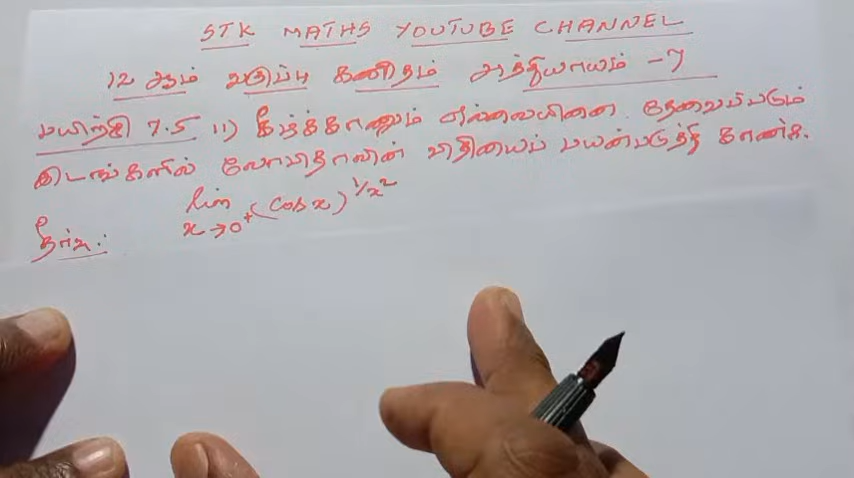 STK MATHS YOUTUBE CHANNEL
12 ஆம் வகுப்பு கணிதம் அத்தியாயம் -7
பயிற்சி 7.5 11) கீழ்க்காணும் எல்லையினை தேவைப்படும்
இடங்களில் லோபிதாலின் விதியைப் பயன்படுத்தி காண்க.
lim (cos x)^1/x²
x→0⁺
தீர்வு: